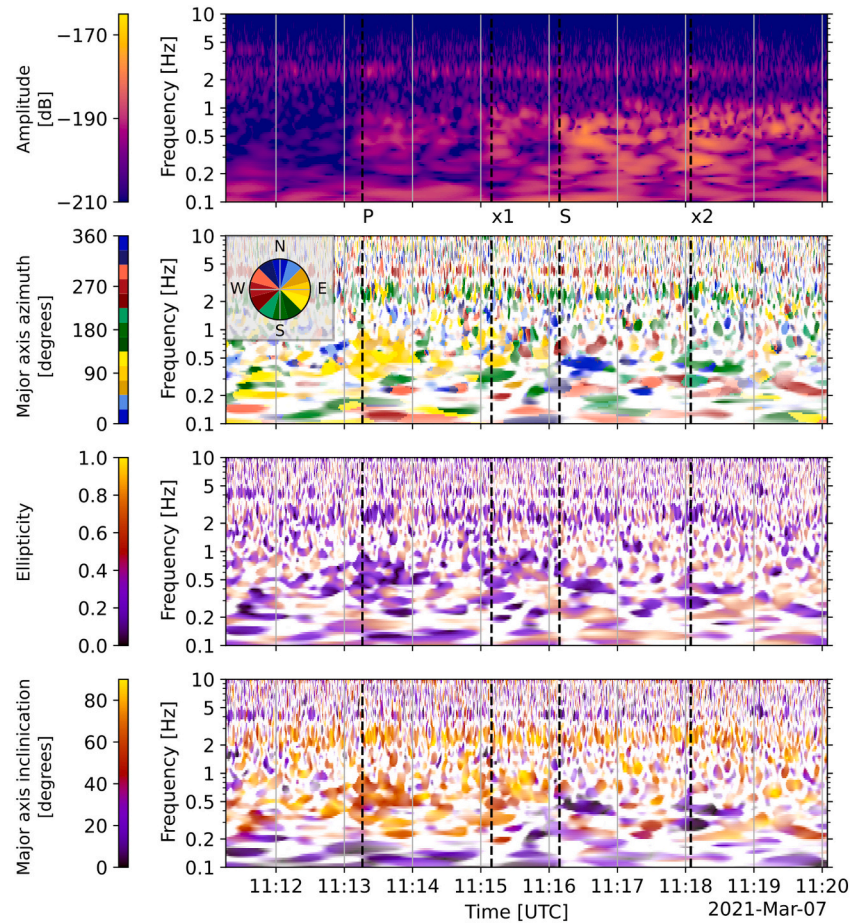 Amplitude
[dB]
−170
−190
−210
Frequency [Hz]
10
5
2
1
0.5
0.2
0.1
P
x1
S
x2
Major axis azimuth
[degrees]
360
270
180
90
0
Frequency [Hz]
10
5
2
1
0.5
0.2
0.1
N
W
E
S
Ellipticity
1.0
0.8
0.6
0.4
0.2
0.0
Frequency [Hz]
10
5
2
1
0.5
0.2
0.1
Major axis inclinication
[degrees]
80
60
40
20
0
Frequency [Hz]
10
5
2
1
0.5
0.2
0.1
11:12 11:13 11:14 11:15 11:16 11:17 11:18 11:19 11:20
Time [UTC]
2021-Mar-07